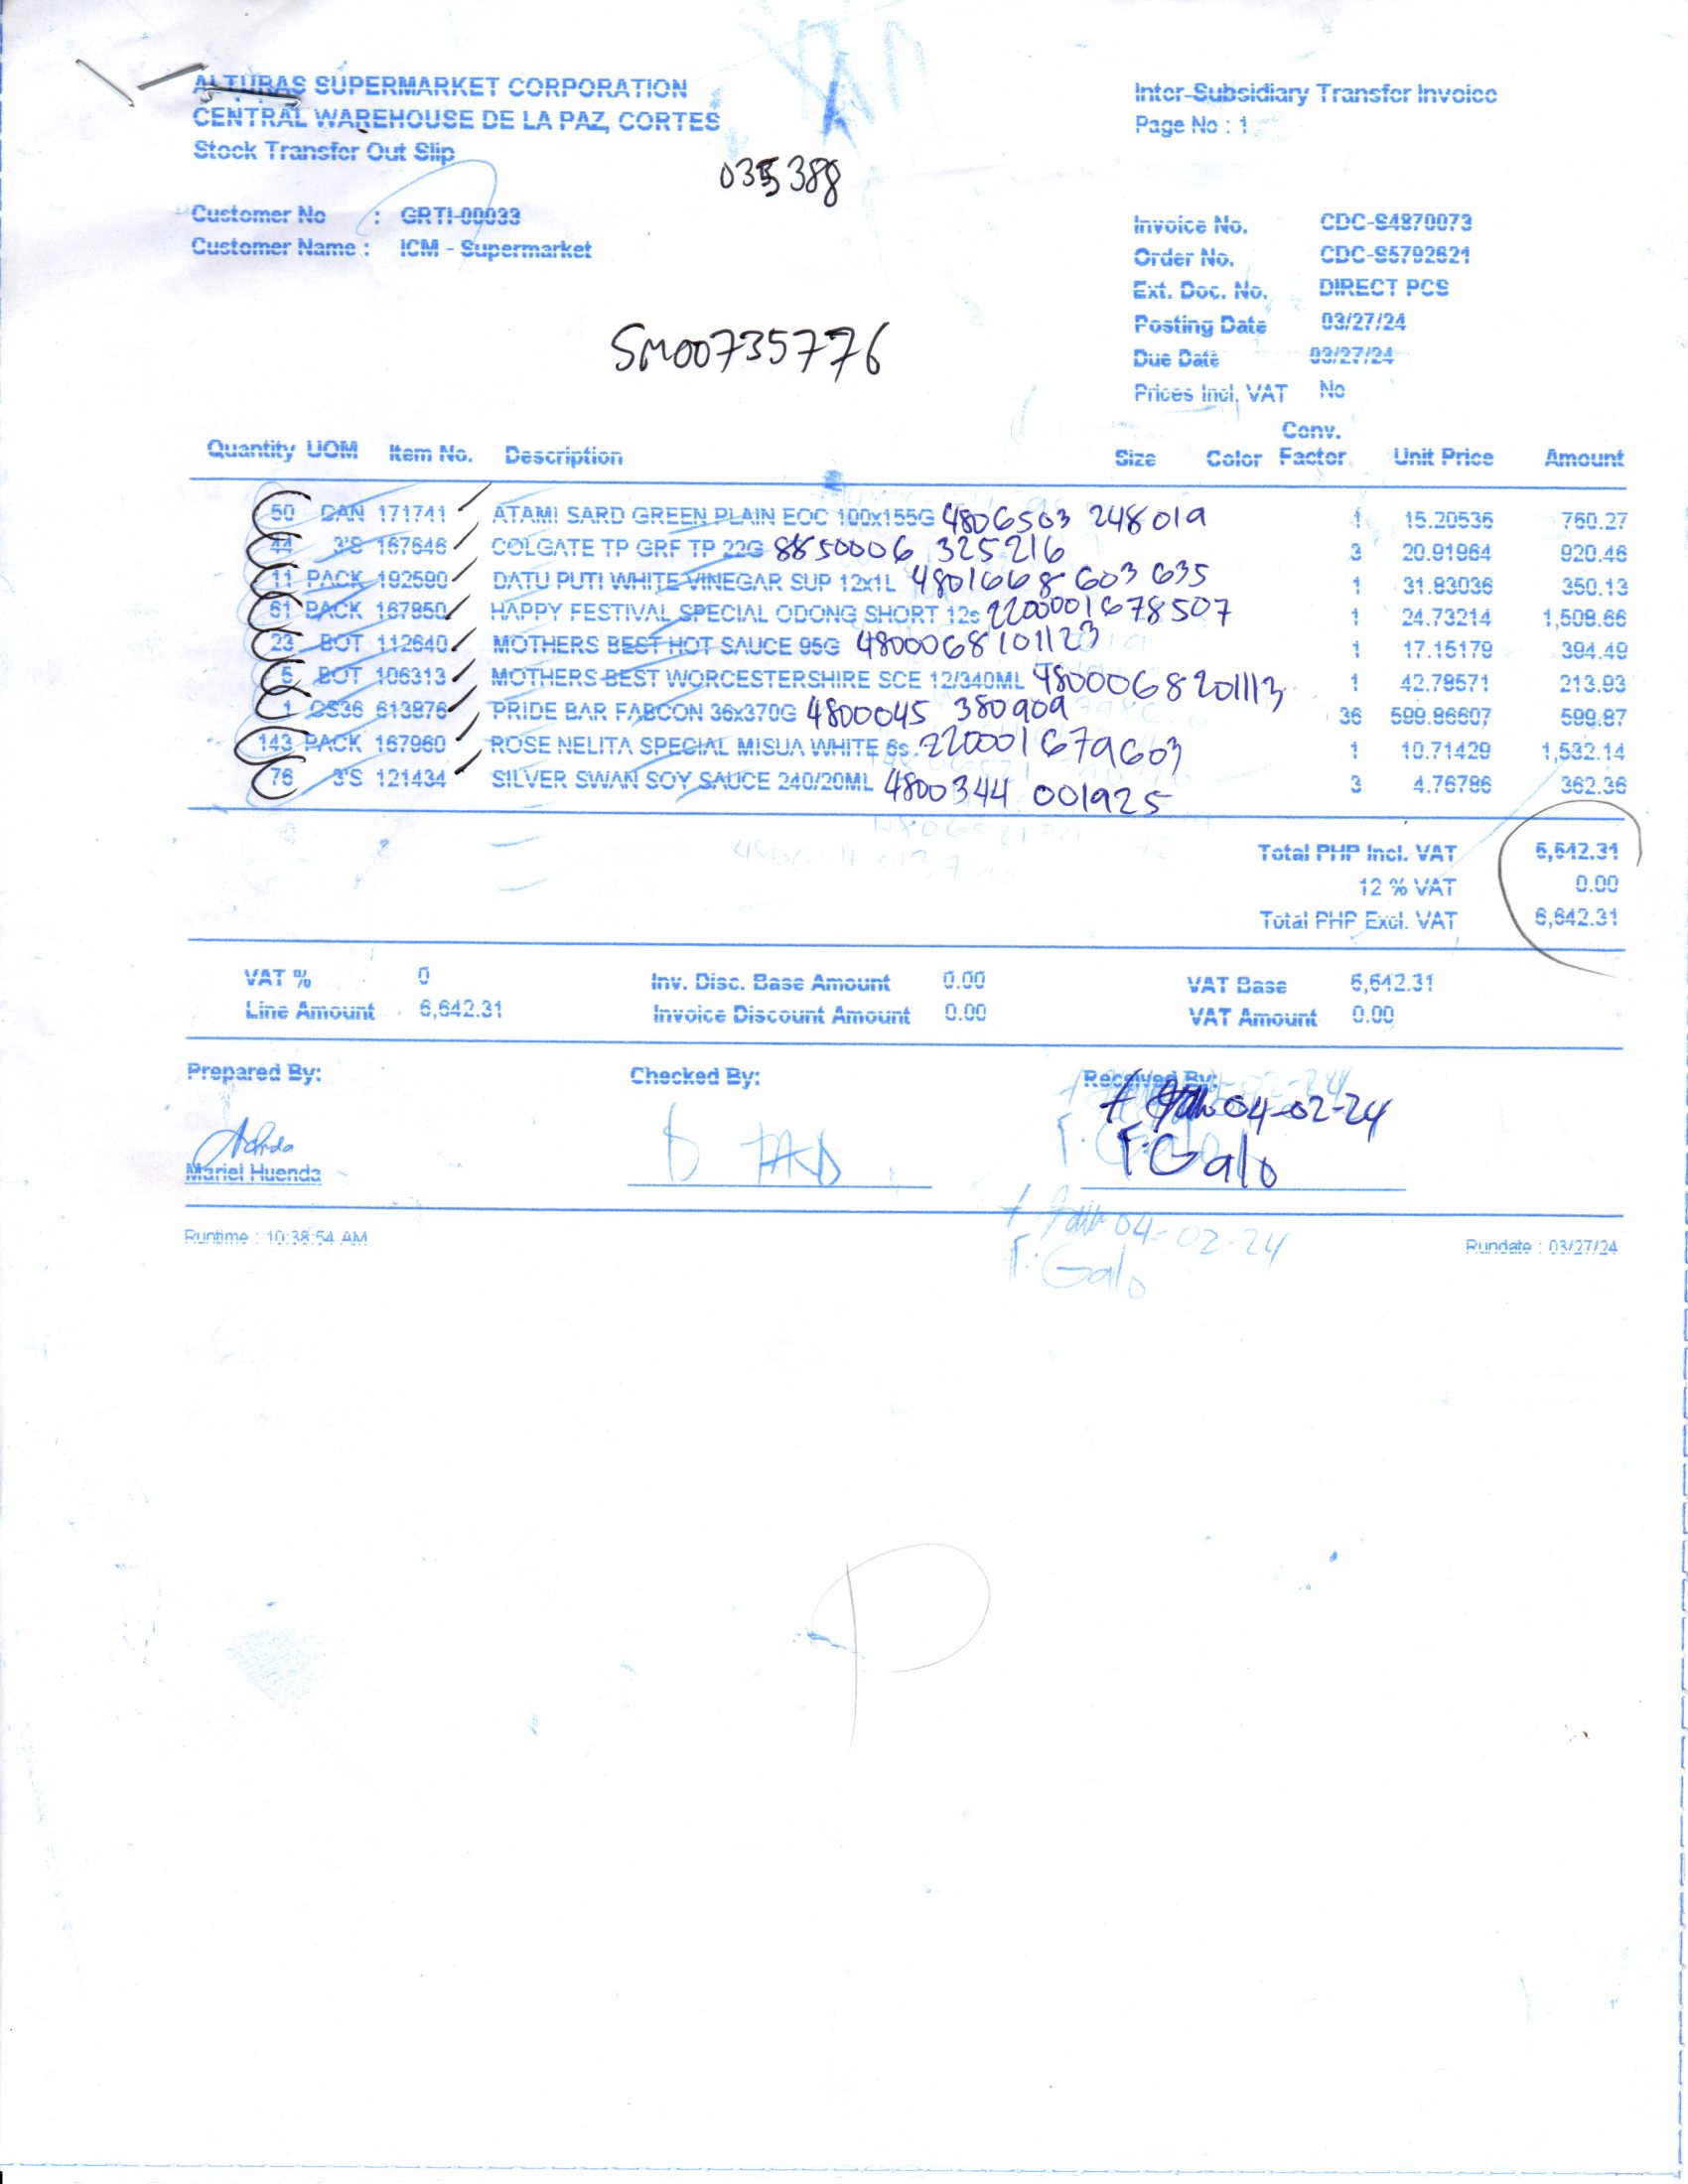 ALTURAS SUPERMARKET CORPORATION
CENTRAL WAREHOUSE DE LA PAZ, CORTES
Stock Transfer Out Slip
Inter-Subsidiary Transfer Invoice
Page No : 1
035388
Customer No : GRTI-00033
Customer Name : ICM - Supermarket
SM00735776
Invoice No. CDC-S4870073
Order No. CDC-S5792621
Ext. Doc. No. DIRECT PCS
Posting Date 03/27/24
Due Date 03/27/24
Prices Incl. VAT No
Quantity UOM Item No. Description Size Color Conv. Factor Unit Price Amount
50 CAN 171741 ATAMI SARD GREEN PLAIN EOC 100x155G 4806503 248019 1 15.20536 760.27
44 3'S 167646 COLGATE TP GRF TP 22G 8850006 325216 3 20.91964 920.46
11 PACK 192590 DATU PUTI WHITE VINEGAR SUP 12x1L 4801668 603 635 1 31.83036 350.13
61 PACK 167850 HAPPY FESTIVAL SPECIAL ODONG SHORT 12s 2200001678507 1 24.73214 1,508.66
23 BOT 112640 MOTHERS BEST HOT SAUCE 95G 4800068101123 1 17.15179 394.49
5 BOT 106313 MOTHERS BEST WORCESTERSHIRE SCE 12/340ML 4800068201113 1 42.78571 213.93
1 CS36 613876 PRIDE BAR FABCON 36x370G 4800045 380909 36 599.86607 599.87
143 PACK 167960 ROSE NELITA SPECIAL MISUA WHITE 6s 220001679603 1 10.71429 1,532.14
76 3'S 121434 SILVER SWAN SOY SAUCE 240/20ML 4800344 001925 3 4.76786 362.36
Total PHP Incl. VAT 6,642.31
12 % VAT 0.00
Total PHP Excl. VAT 6,642.31
VAT % 0 Inv. Disc. Base Amount 0.00 VAT Base 6,642.31
Line Amount 6,642.31 Invoice Discount Amount 0.00 VAT Amount 0.00
Prepared By: Checked By: Received By:
04-02-24
F. Galo
Mariel Huenda
04-02-24
F. Galo
Runtime : 10:38:54 AM
Rundate : 03/27/24
P